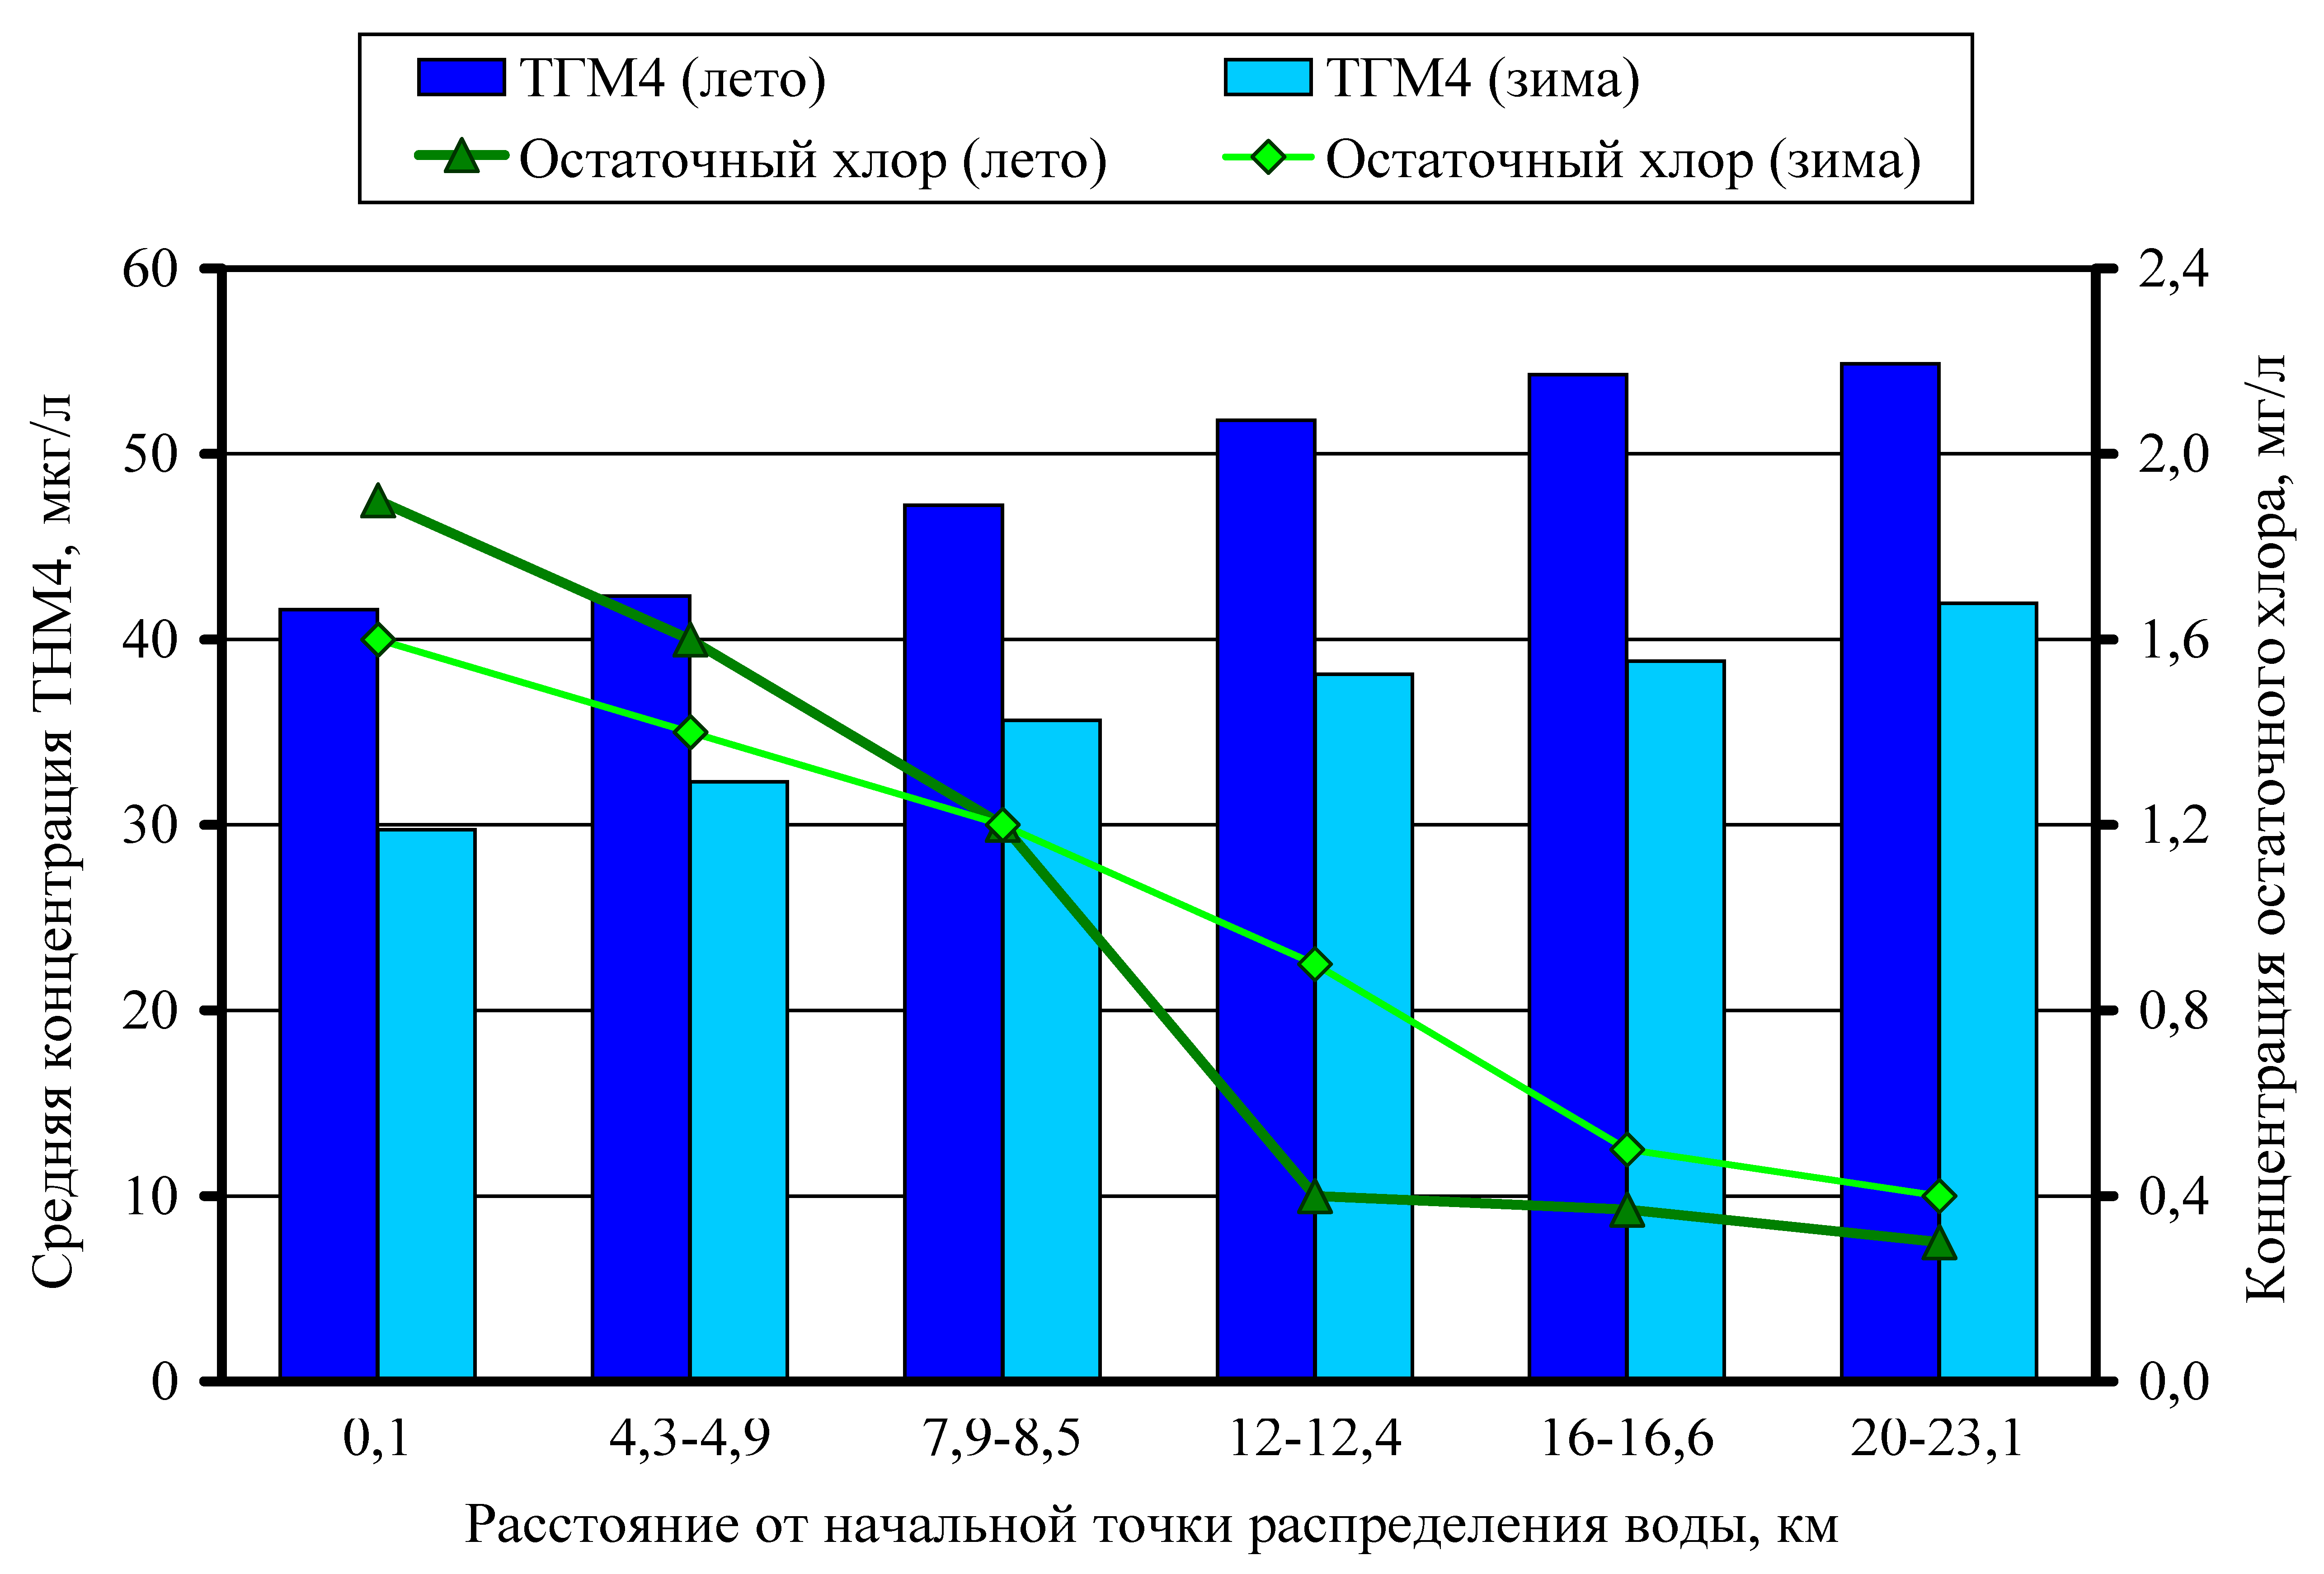 ТГМ4 (лето)
ТГМ4 (зима)
Остаточный хлор (лето)
Остаточный хлор (зима)
Средняя концентрация ТНМ4, мкг/л
60
50
40
30
20
10
0
2,4
2,0
1,6
1,2
0,8
0,4
0,0
Концентрация остаточного хлора, мг/л
0,1
4,3-4,9
7,9-8,5
12-12,4
16-16,6
20-23,1
Расстояние от начальной точки распределения воды, км